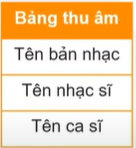 Bảng thu âm
Tên bản nhạc
Tên nhạc sĩ
Tên ca sĩ